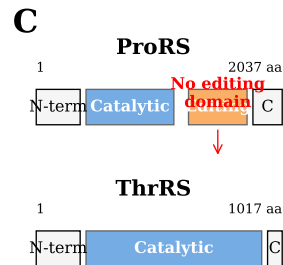 C
ProRS
1 2037 aa
No editing
domain
N-term Catalytic C
ThrRS
1 1017 aa
N-term Catalytic C